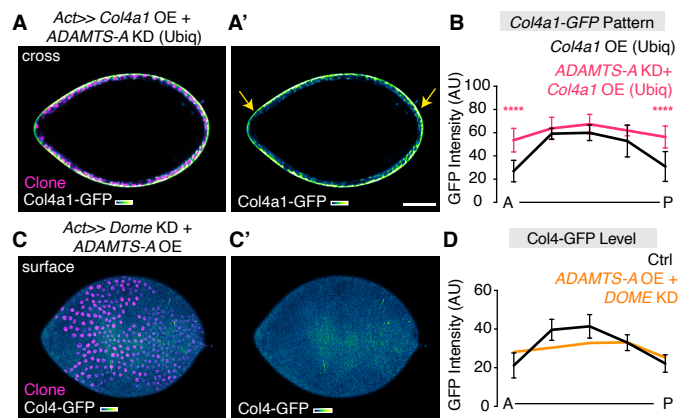 A
Act>> Col4a1 OE +
ADAMTS-A KD (Ubiq)
cross
Clone
Col4a1-GFP
A'
Col4a1-GFP
B
Col4a1-GFP Pattern
Col4a1 OE (Ubiq)
ADAMTS-A KD+
Col4a1 OE (Ubiq)
GFP Intensity (AU)
100
80
60
40
20
0
****
****
A
P
C
Act>> Dome KD +
ADAMTS-A OE
surface
Clone
Col4-GFP
C'
Col4-GFP
D
Col4-GFP Level
Ctrl
ADAMTS-A OE +
DOME KD
GFP Intensity (AU)
60
40
20
0
A
P